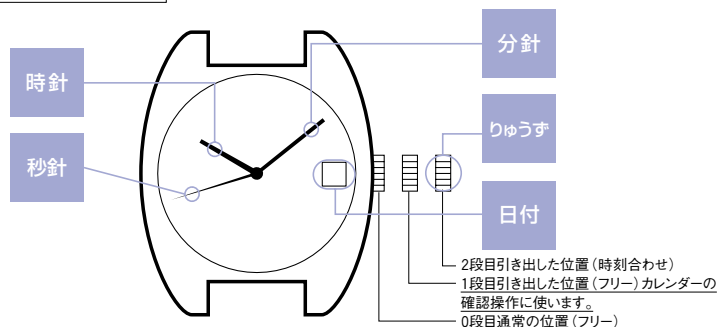 時針
秒針
分針
りゅうず
日付
2段目引き出した位置(時刻合わせ)
1段目引き出した位置(フリー)カレンダーの
確認操作に使います。
0段目通常の位置(フリー)